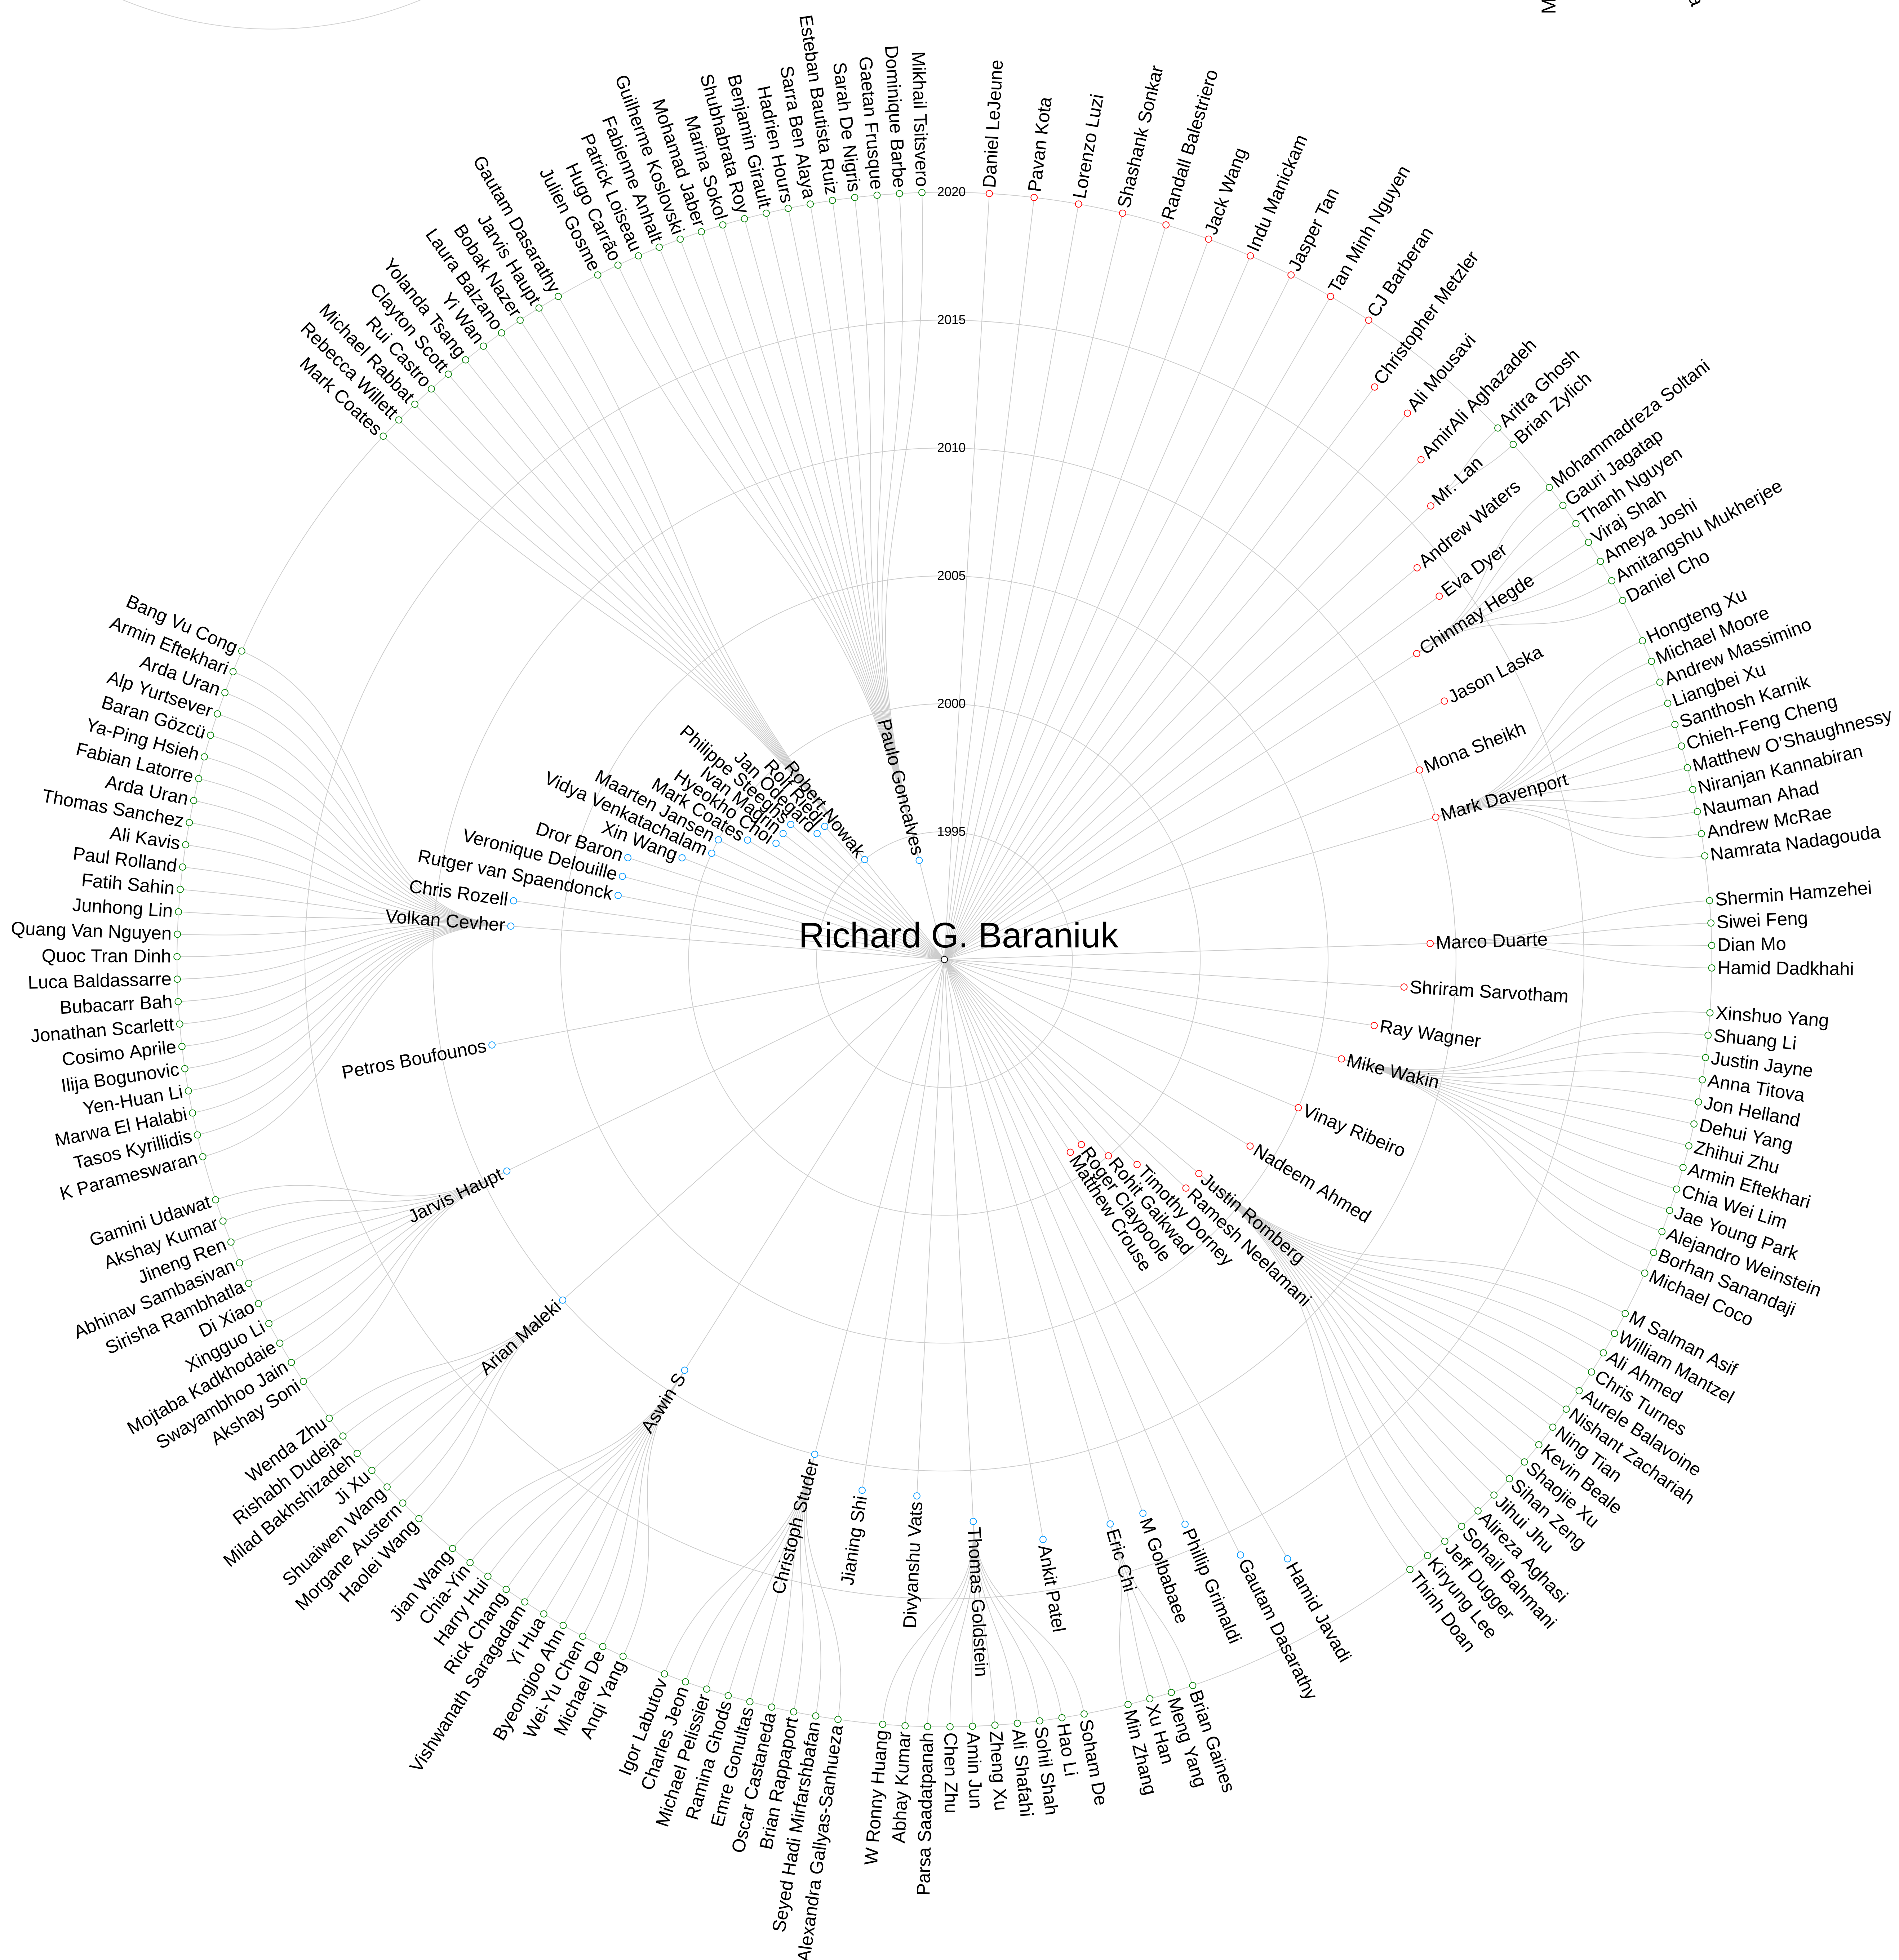 Richard G. Baraniuk
2020
2015
2010
2005
2000
1995
Daniel LeJeune
Pavan Kota
Lorenzo Luzi
Shashank Sonkar
Randall Balestriero
Jack Wang
Indu Manickam
Jasper Tan
Tan Minh Nguyen
CJ Barberan
Christopher Metzler
Ali Mousavi
AmirAli Aghazadeh
Mr. Lan
Aritra Ghosh
Brian Zylich
Andrew Waters
Eva Dyer
Chinmay Hegde
Mohammadreza Soltani
Gauri Jagatap
Thanh Nguyen
Viraj Shah
Ameya Joshi
Amitangshu Mukherjee
Daniel Cho
Jason Laska
Mona Sheikh
Mark Davenport
Hongteng Xu
Michael Moore
Andrew Massimino
Liangbei Xu
Santhosh Karnik
Chieh-Feng Cheng
Matthew O'Shaughnessy
Niranjan Kannabiran
Nauman Ahad
Andrew McRae
Namrata Nadagouda
Marco Duarte
Shermin Hamzehei
Siwei Feng
Dian Mo
Hamid Dadkhahi
Shriram Sarvotham
Ray Wagner
Mike Wakin
Xinshuo Yang
Shuang Li
Justin Jayne
Anna Titova
Jon Helland
Dehui Yang
Zhihui Zhu
Armin Eftekhari
Chia Wei Lim
Jae Young Park
Alejandro Weinstein
Borhan Sanandaji
Michael Coco
Vinay Ribeiro
Nadeem Ahmed
Justin Romberg
M Salman Asif
William Mantzel
Ali Ahmed
Chris Turnes
Aurele Balavoine
Nishant Zachariah
Ning Tian
Kevin Beale
Shaojie Xu
Sihan Zeng
Jihui Jhu
Alireza Aghasi
Sohail Bahmani
Jeff Dugger
Kiryung Lee
Thinh Doan
Ramesh Neelamani
Timothy Dorney
Rohit Gaikwad
Roger Claypoole
Matthew Crouse
Hamid Javadi
Gautam Dasarathy
Phillip Grimaldi
M Golbabaee
Eric Chi
Brian Gaines
Meng Yang
Xu Han
Min Zhang
Ankit Patel
Thomas Goldstein
Soham De
Hao Li
Sohil Shah
Ali Shafahi
Zheng Xu
Amin Jun
Chen Zhu
Parsa Saadatpanah
Abhay Kumar
W Ronny Huang
Divyanshu Vats
Jianing Shi
Christoph Studer
Alexandra Gallyas-Sanhueza
Seyed Hadi Mirfarshbafan
Brian Rappaport
Oscar Castaneda
Emre Gonultas
Ramina Ghods
Michael Pelissier
Charles Jeon
Igor Labutov
Aswin S
Anqi Yang
Michael De
Wei-Yu Chen
Byeongjoo Ahn
Yi Hua
Vishwanath Saragadam
Rick Chang
Harry Hui
Chia-Yin
Jian Wang
Arian Maleki
Haolei Wang
Morgane Austern
Shuaiwen Wang
Ji Xu
Milad Bakhshizadeh
Rishabh Dudeja
Wenda Zhu
Jarvis Haupt
Akshay Soni
Swayambhoo Jain
Mojtaba Kadkhodaie
Xingguo Li
Di Xiao
Sirisha Rambhatla
Abhinav Sambasivan
Jineng Ren
Akshay Kumar
Gamini Udawat
Petros Boufounos
Volkan Cevher
K Parameswaran
Tasos Kyrillidis
Marwa El Halabi
Yen-Huan Li
Ilija Bogunovic
Cosimo Aprile
Jonathan Scarlett
Bubacarr Bah
Luca Baldassarre
Quoc Tran Dinh
Quang Van Nguyen
Junhong Lin
Fatih Sahin
Paul Rolland
Ali Kavis
Thomas Sanchez
Arda Uran
Fabian Latorre
Ya-Ping Hsieh
Baran Gözcü
Alp Yurtsever
Arda Uran
Armin Eftekhari
Bang Vu Cong
Chris Rozell
Rutger van Spaendonck
Veronique Delouille
Dror Baron
Xin Wang
Vidya Venkatachalam
Maarten Jansen
Mark Coates
Hyeokho Choi
Ivan Magrin
Philippe Steeghs
Jan Odegard
Rolf Riedi
Robert Nowak
Mark Coates
Rebecca Willett
Michael Rabbat
Rui Castro
Clayton Scott
Yolanda Tsang
Yi Wan
Laura Balzano
Bobak Nazer
Jarvis Haupt
Gautam Dasarathy
Paulo Goncalves
Julien Gosme
Hugo Carrão
Patrick Loiseau
Fabienne Anhalt
Guilherme Koslovski
Mohamad Jaber
Marina Sokol
Shubhabrata Roy
Benjamin Girault
Hadrien Hours
Sarra Ben Alaya
Esteban Bautista Ruiz
Sarah De Nigris
Gaetan Frusque
Dominique Barbe
Mikhail Tsitsvero